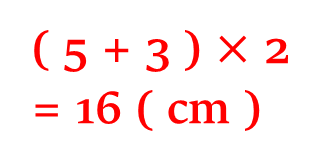 ( 5 + 3 ) × 2
= 16 ( cm )